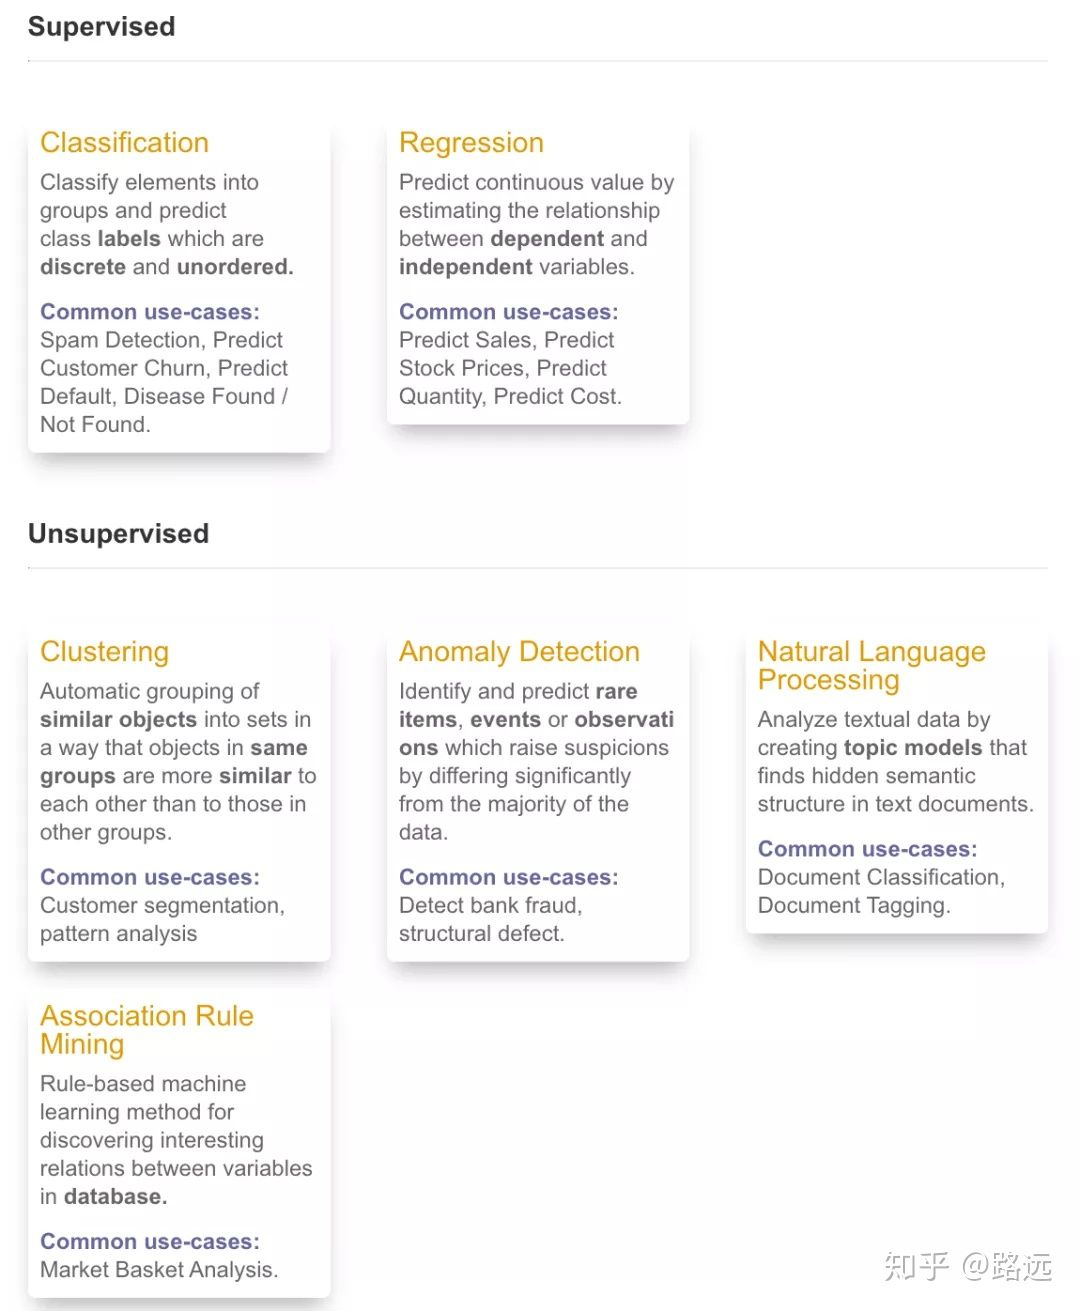 Supervised
Classification
Classify elements into
groups and predict
class labels which are
discrete and unordered.
Common use-cases:
Spam Detection, Predict
Customer Churn, Predict
Default, Disease Found /
Not Found.
Regression
Predict continuous value by
estimating the relationship
between dependent and
independent variables.
Common use-cases:
Predict Sales, Predict
Stock Prices, Predict
Quantity, Predict Cost.
Unsupervised
Clustering
Automatic grouping of
similar objects into sets in
a way that objects in same
groups are more similar to
each other than to those in
other groups.
Common use-cases:
Customer segmentation,
pattern analysis
Anomaly Detection
Identify and predict rare
items, events or observati
ons which raise suspicions
by differing significantly
from the majority of the
data.
Common use-cases:
Detect bank fraud,
structural defect.
Natural Language
Processing
Analyze textual data by
creating topic models that
finds hidden semantic
structure in text documents.
Common use-cases:
Document Classification,
Document Tagging.
Association Rule
Mining
Rule-based machine
learning method for
discovering interesting
relations between variables
in database.
Common use-cases:
Market Basket Analysis.
知乎 @路远